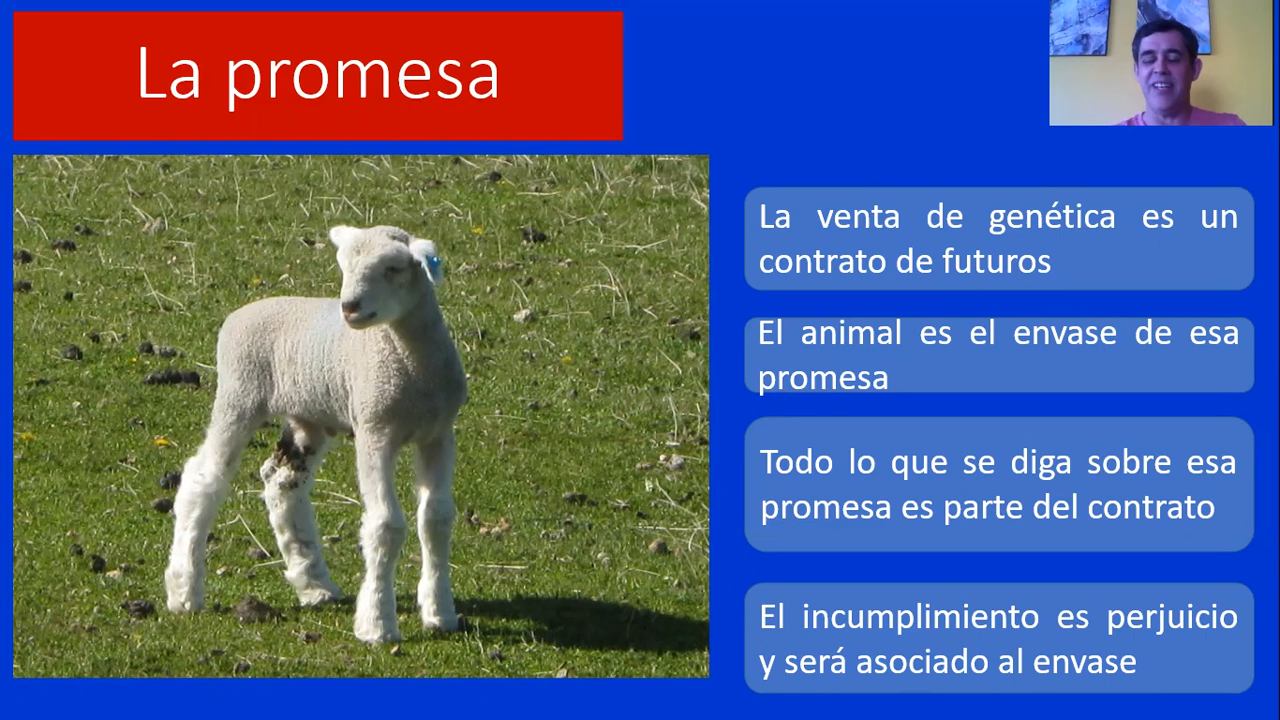 La promesa
La venta de genética es un
contrato de futuros
El animal es el envase de esa
promesa
Todo lo que se diga sobre esa
promesa es parte del contrato
El incumplimiento es perjuicio
y será asociado al envase